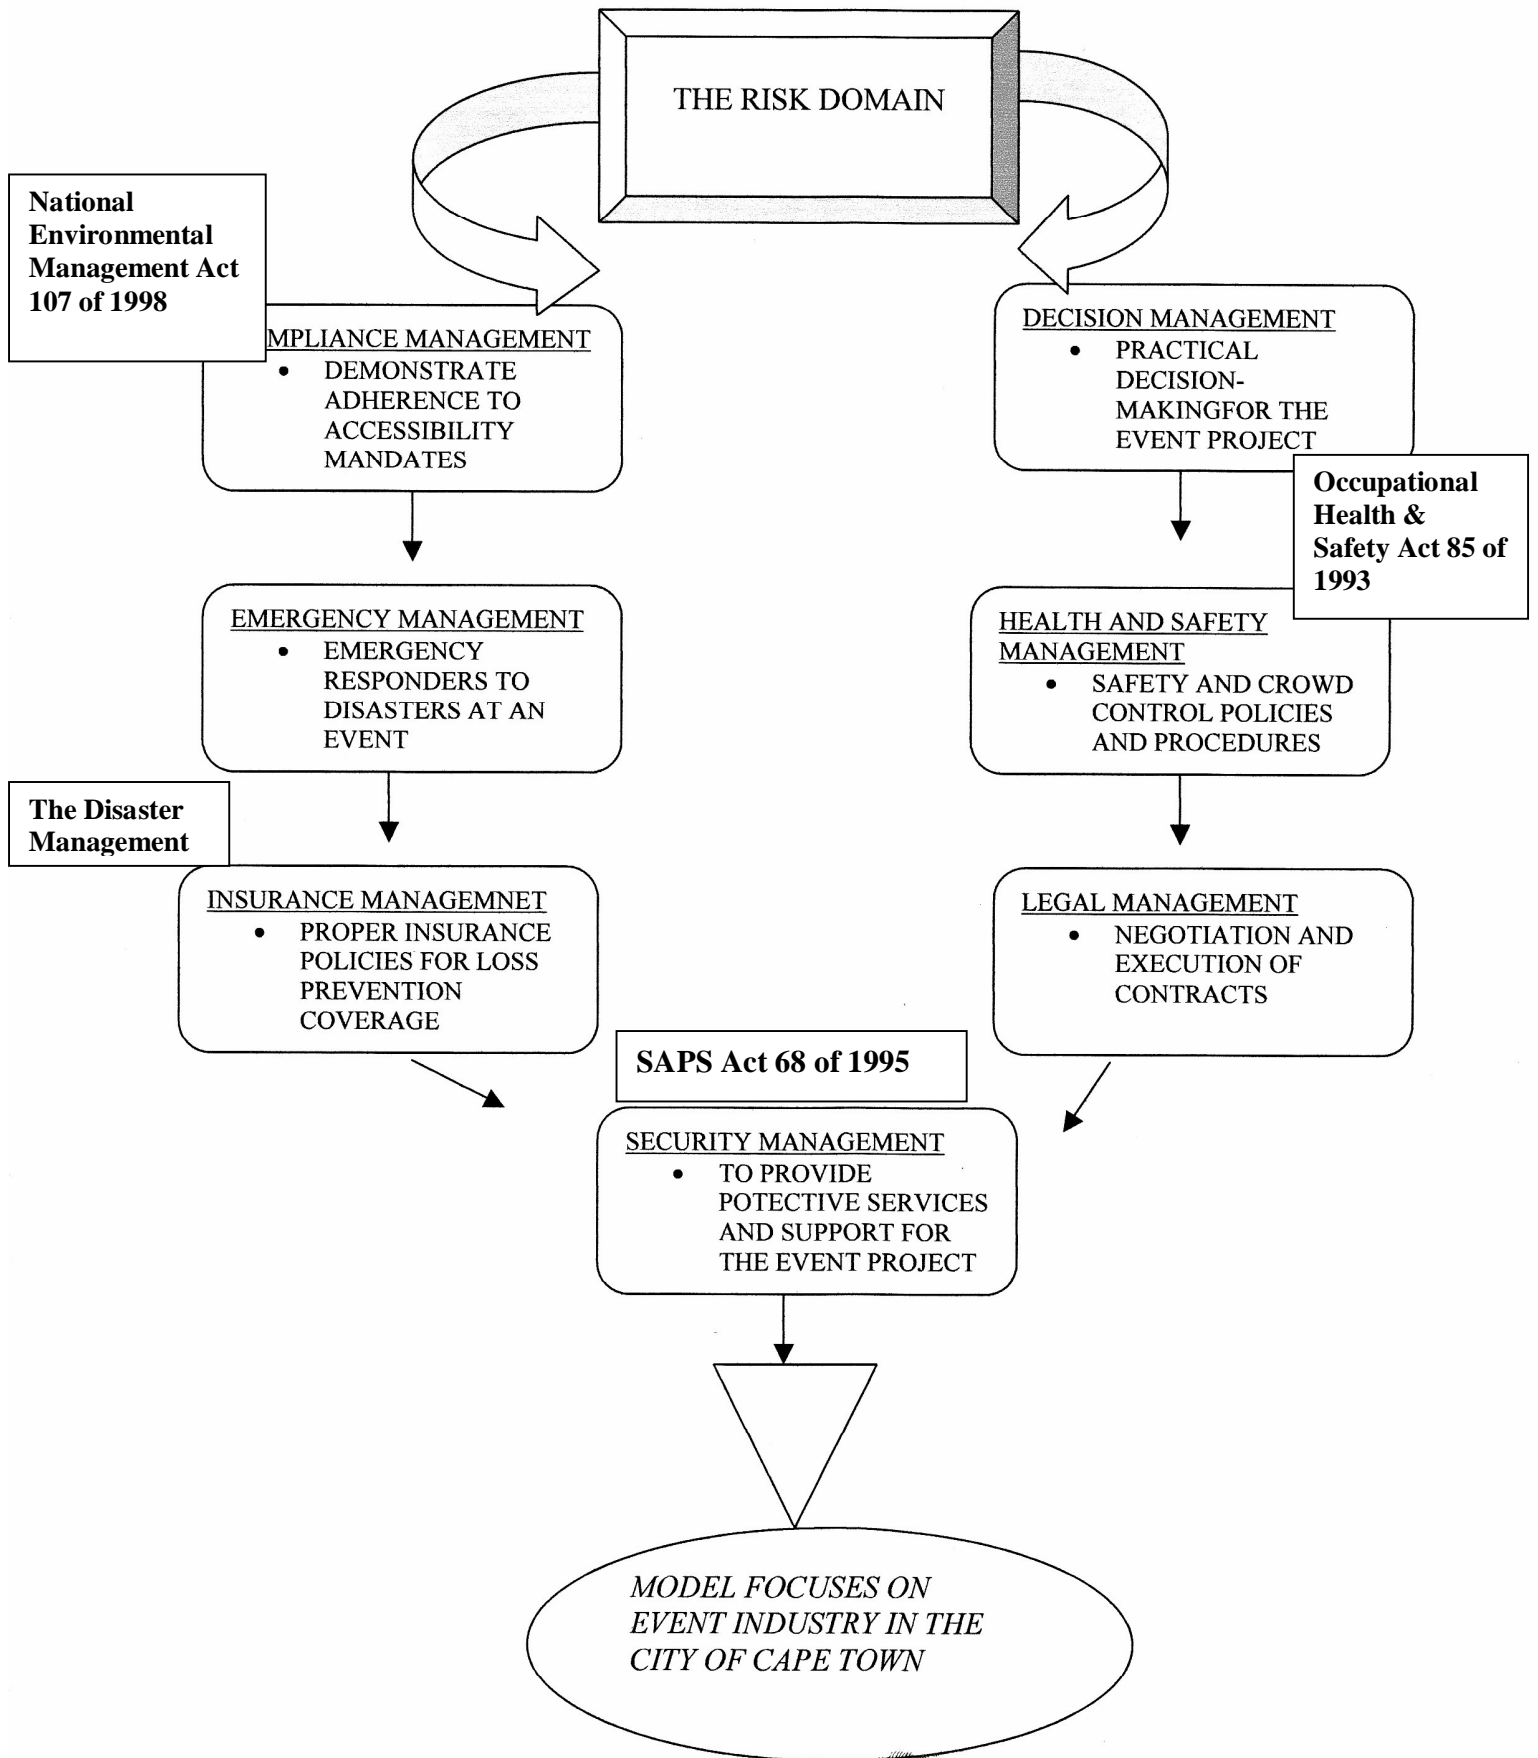 THE RISK DOMAIN
National
Environmental
Management Act
107 of 1998
MPLIANCE MANAGEMENT
• DEMONSTRATE
ADHERENCE TO
ACCESSIBILITY
MANDATES
DECISION MANAGEMENT
• PRACTICAL
DECISION-
MAKINGFOR THE
EVENT PROJECT
Occupational
Health &
Safety Act 85 of
1993
EMERGENCY MANAGEMENT
• EMERGENCY
RESPONDERS TO
DISASTERS AT AN
EVENT
HEALTH AND SAFETY
MANAGEMENT
• SAFETY AND CROWD
CONTROL POLICIES
AND PROCEDURES
The Disaster
Management
INSURANCE MANAGEMNET
• PROPER INSURANCE
POLICIES FOR LOSS
PREVENTION
COVERAGE
LEGAL MANAGEMENT
• NEGOTIATION AND
EXECUTION OF
CONTRACTS
SAPS Act 68 of 1995
SECURITY MANAGEMENT
• TO PROVIDE
POTECTIVE SERVICES
AND SUPPORT FOR
THE EVENT PROJECT
MODEL FOCUSES ON
EVENT INDUSTRY IN THE
CITY OF CAPE TOWN